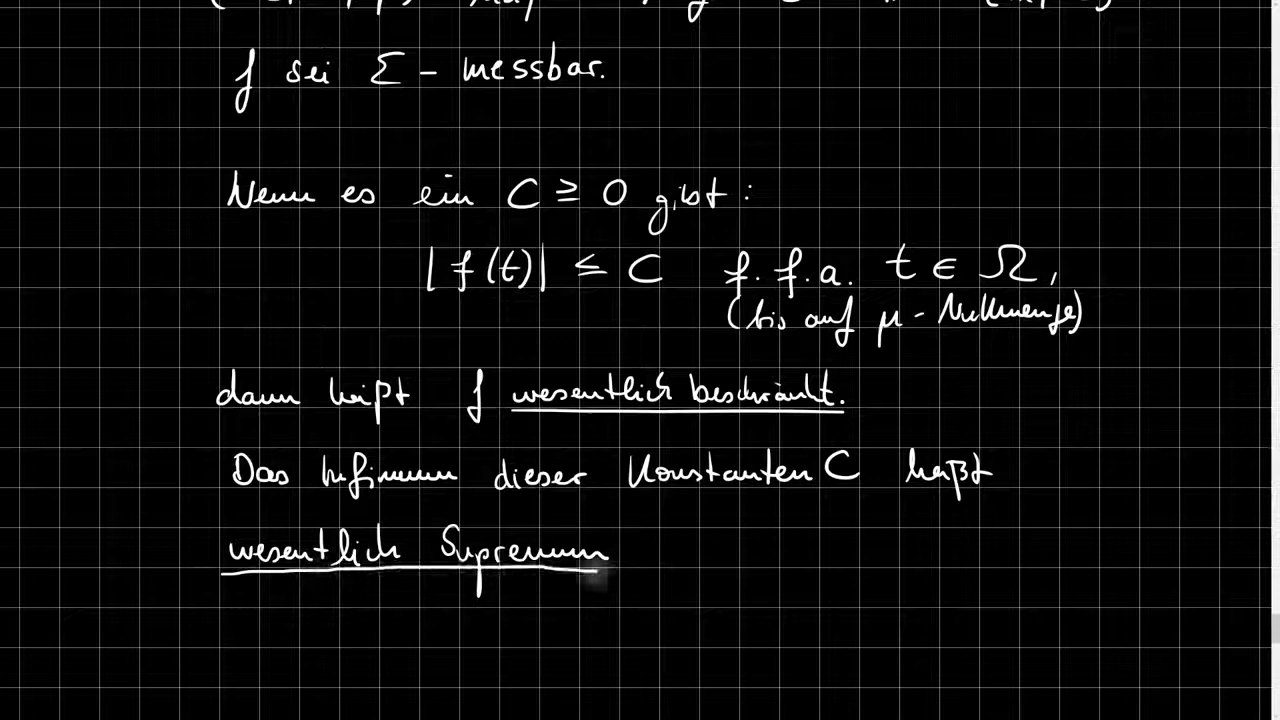 f sei Σ - messbar.
Wenn es ein C ≥ 0 gibt:
|f(t)| ≤ C f.f.a. t ∈ Ω,
(bis auf μ - Nullmenge)
dann heißt f wesentlich beschränkt.
Das Infimum dieser Konstanten C heißt
wesentlich Supremum